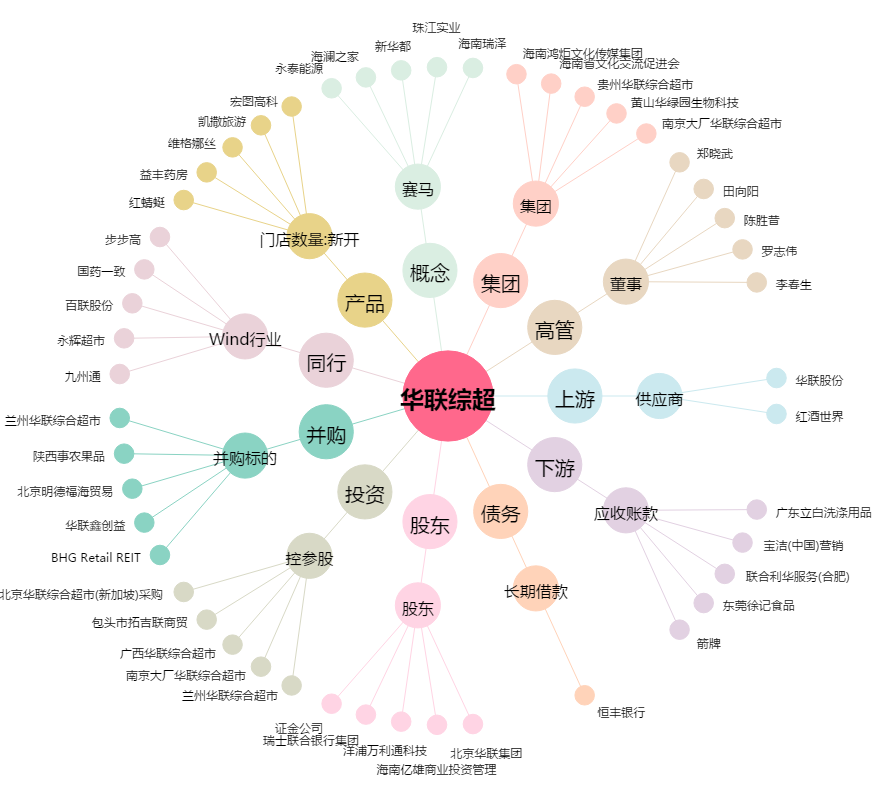 珠江实业
新华都
海南瑞泽
海澜之家
永泰能源
海南鸿炬文化传媒集团
海南省文化交流促进会
贵州华联综合超市
黄山华绿园生物科技
南京大厂华联综合超市
宏图高科
凯撒旅游
维格娜丝
益丰药房
红蜻蜓
郑晓武
田向阳
陈胜昔
罗志伟
李春生
赛马
集团
门店数量:新开
概念
集团
董事
产品
高管
步步高
国药一致
百联股份
永辉超市
九州通
Wind行业
同行
华联综超
上游
供应商
华联股份
红酒世界
兰州华联综合超市
陕西事农果品
北京明德福海贸易
华联鑫创益
BHG Retail REIT
并购标的
并购
投资
股东
债务
下游
应收账款
广东立白洗涤用品
宝洁(中国)营销
联合利华服务(合肥)
东莞徐记食品
箭牌
控参股
股东
长期借款
北京华联综合超市(新加坡)采购
包头市拓吉联商贸
广西华联综合超市
南京大厂华联综合超市
兰州华联综合超市
证金公司
瑞士联合银行集团
洋浦万利通科技
海南亿雄商业投资管理
北京华联集团
恒丰银行